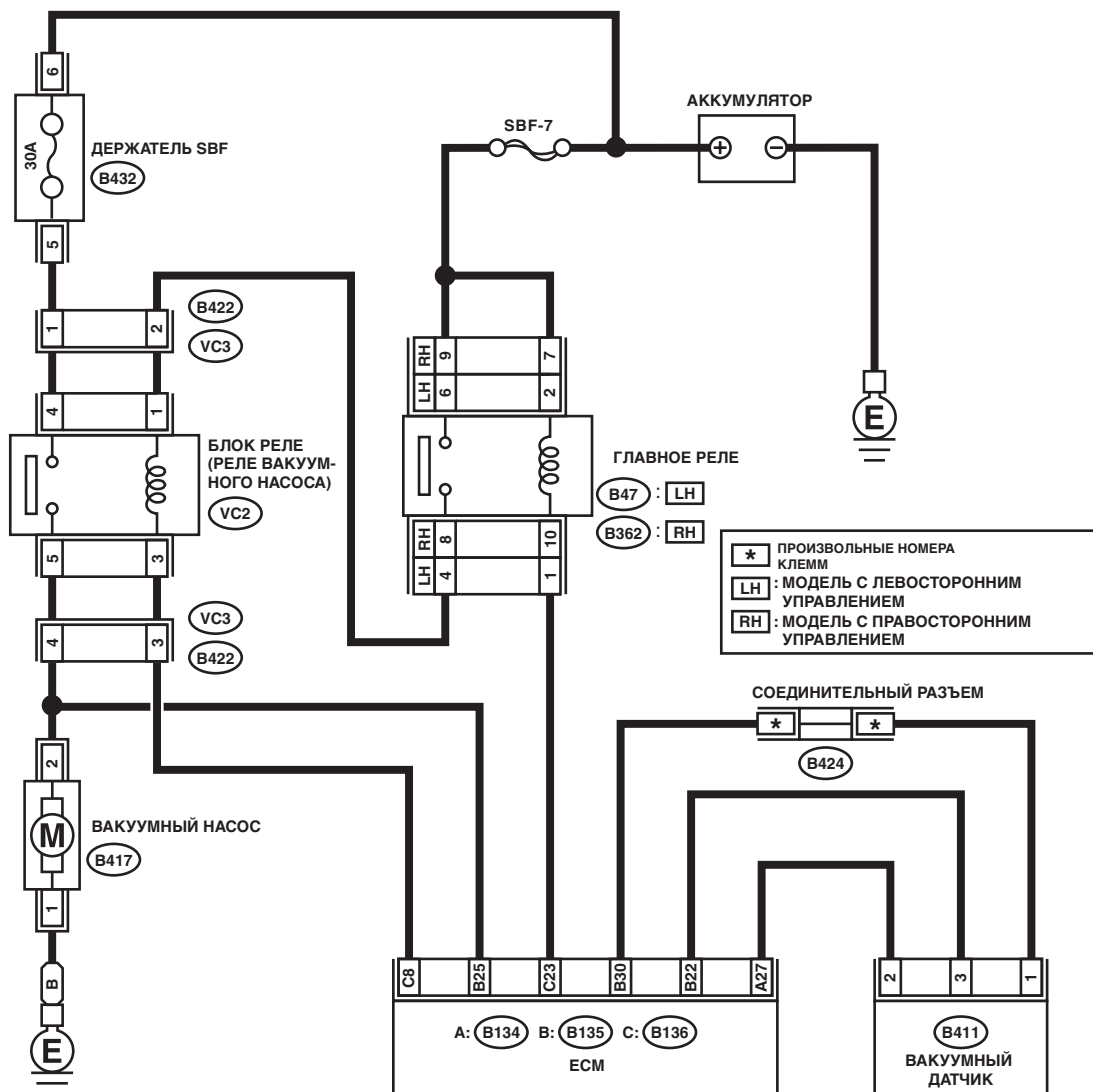 6
30A
5
ДЕРЖАТЕЛЬ SBF
B432
SBF-7
АККУМУЛЯТОР
+
−
E
1
2
B422
VC3
4
1
БЛОК РЕЛЕ
(РЕЛЕ ВАКУУМ-
НОГО НАСОСА)
VC2
5
3
4
3
VC3
B422
RH
9
7
LH
6
2
ГЛАВНОЕ РЕЛЕ
B47 : LH
B362 : RH
RH
8
10
LH
4
1
* ПРОИЗВОЛЬНЫЕ НОМЕРА
КЛЕММ
LH : МОДЕЛЬ С ЛЕВОСТОРОННИМ
УПРАВЛЕНИЕМ
RH : МОДЕЛЬ С ПРАВОСТОРОННИМ
УПРАВЛЕНИЕМ
СОЕДИНИТЕЛЬНЫЙ РАЗЪЕМ
*
*
B424
2
M
ВАКУУМНЫЙ НАСОС
B417
1
B
E
C8
B25
C23
B30
B22
A27
A: B134 B: B135 C: B136
ECM
2
3
1
B411
ВАКУУМНЫЙ
ДАТЧИК